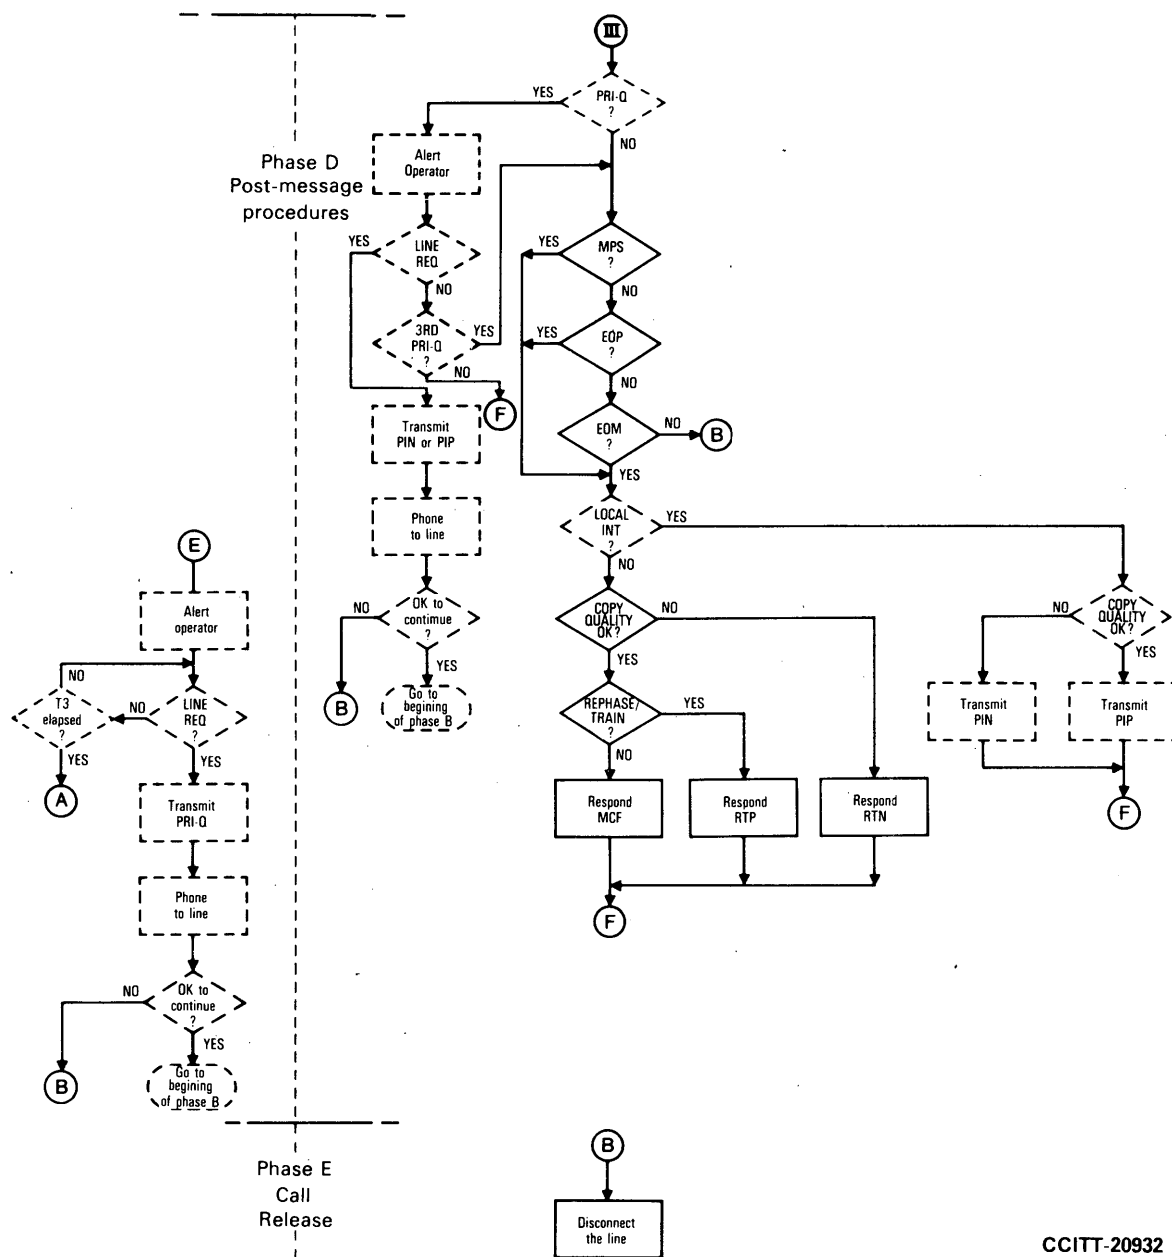 III
PRI-Q
?
YES
NO
Phase D
Post-message
procedures
Alert
Operator
YES
LINE
REQ
NO
YES
MPS
?
NO
3RD
PRI-Q
?
YES
NO
F
YES
EOP
?
NO
Transmit
PIN or PIP
EOM
?
NO
B
YES
Phone
to line
LOCAL
INT
?
YES
NO
E
Alert
operator
NO
OK to
continue
?
YES
B
Go to
begining
of phase B
COPY
QUALITY
OK?
NO
YES
NO
COPY
QUALITY
OK?
YES
NO
T3
elapsed
?
YES
NO
LINE
REQ
?
YES
A
REPHASE/
TRAIN
?
YES
NO
Transmit
PIN
Transmit
PIP
Transmit
PRI-Q
Respond
MCF
Respond
RTP
Respond
RTN
F
Phone
to line
F
NO
OK to
continue
?
YES
B
Go to
begining
of phase B
B
Phase E
Call
Release
Disconnect
the line
CCITT-20932